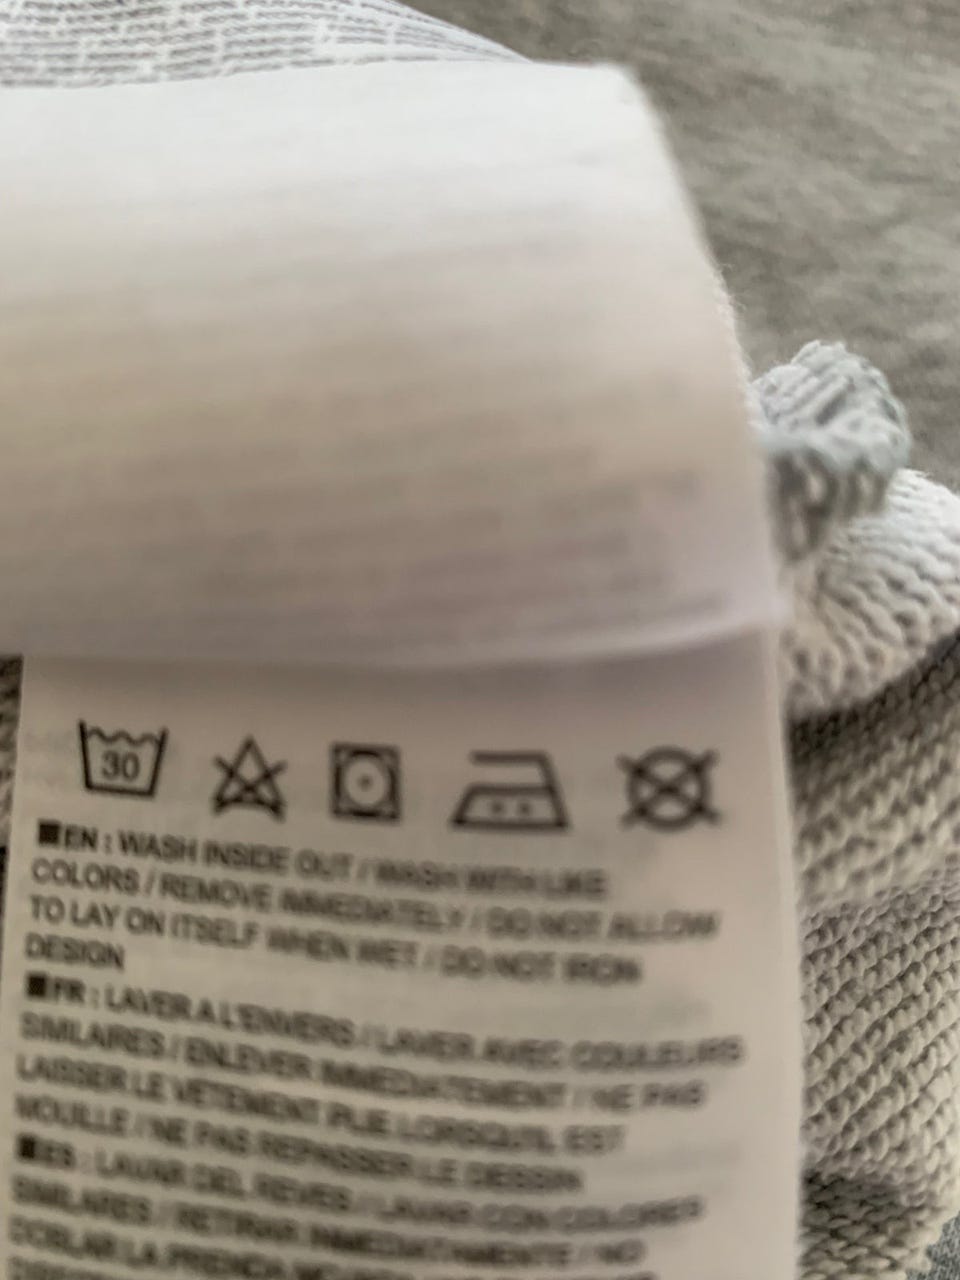 30
EN : WASH INSIDE OUT / WASH WITH LIKE
COLORS / REMOVE IMMEDIATELY / DO NOT ALLOW
TO LAY ON ITSELF WHEN WET / DO NOT IRON
DESIGN
FR : LAVER A L'ENVERS / LAVER AVEC COULEURS
SIMILAIRES / ENLEVER IMMEDIATEMENT / NE PAS
LAISSER LE VETEMENT PLIE LORSQU'IL EST
MOUILLE / NE PAS REPASSER LE DESSIN
ES : LAVAR DEL REVES / LAVAR CON COLORES
SIMILARES / RETIRAR INMEDIATAMENTE / NO
DOBLAR LA PRENDA